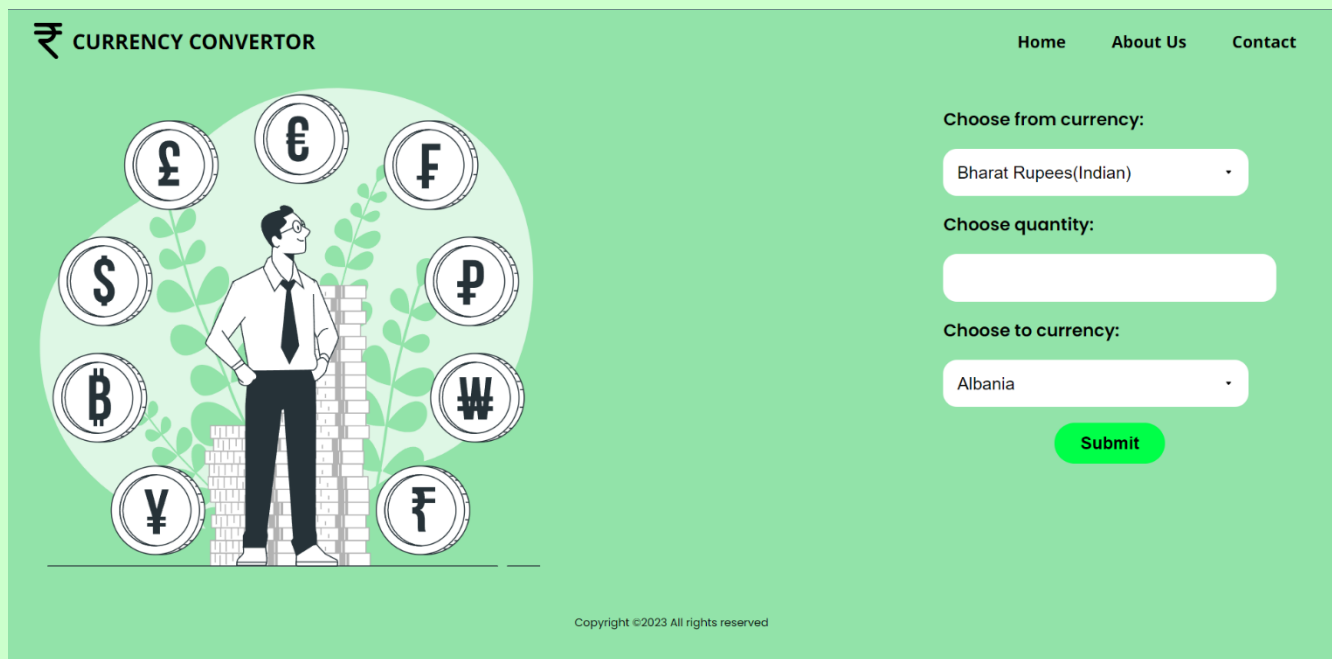 ₹ CURRENCY CONVERTOR
Home About Us Contact
Choose from currency:
Bharat Rupees(Indian)
Choose quantity:
Choose to currency:
Albania
Submit
€
£
₣
$
₽
₿
₩
¥
₹
Copyright ©2023 All rights reserved